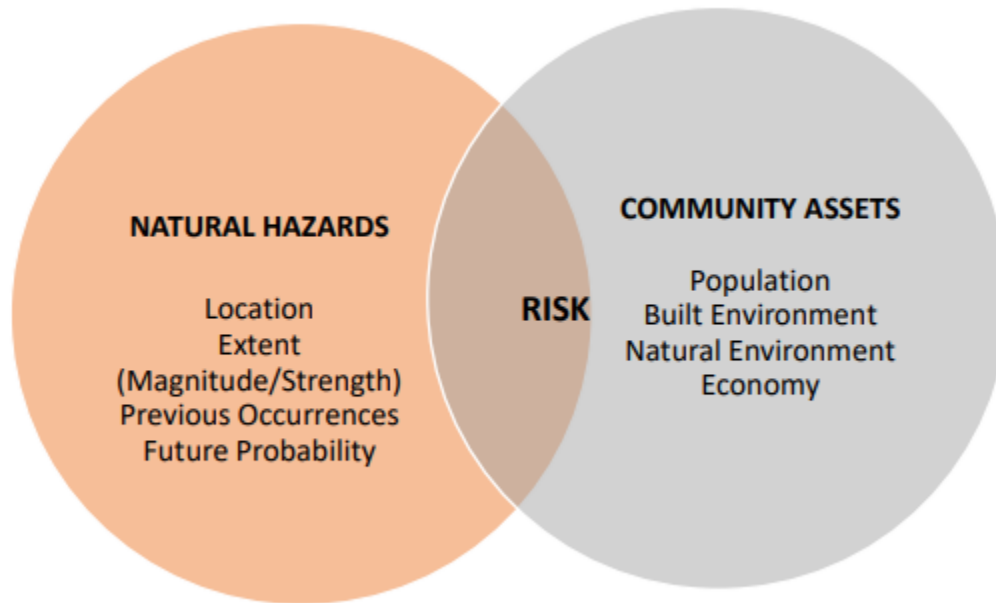 NATURAL HAZARDS
Location
Extent
(Magnitude/Strength)
Previous Occurrences
Future Probability
RISK
COMMUNITY ASSETS
Population
Built Environment
Natural Environment
Economy